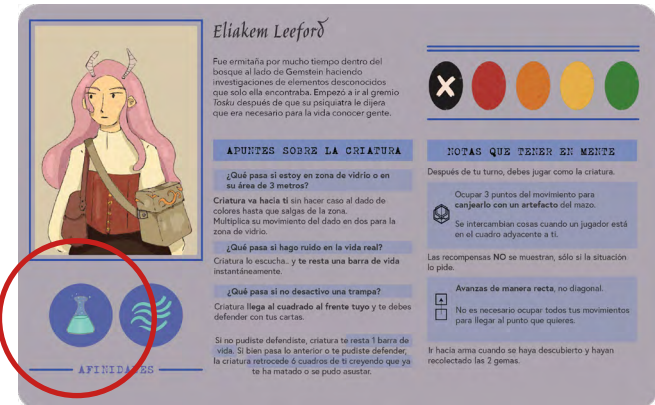 Eliakem Leeford
Fue ermitaña por mucho tiempo dentro del
bosque al lado de Gemstein haciendo
investigaciones de elementos desconocidos
que solo ella encontraba. Empezó a ir al gremio
Tosku después de que su psiquiatra le dijera
que era necesario para la vida conocer gente.
APUNTES SOBRE LA CRIATURA
¿Qué pasa si estoy en zona de vidrio o en
su área de 3 metros?
Criatura va hacia ti sin hacer caso al dado de
colores hasta que salgas de la zona.
Multiplica su movimiento del dado en dos para la
zona de vidrio.
¿Qué pasa si hago ruido en la vida real?
Criatura lo escucha.. y te resta una barra de vida
instantáneamente.
¿Qué pasa si no desactivo una trampa?
Criatura llega al cuadrado al frente tuyo y te debes
defender con tus cartas.
Si no pudiste defendiste, criatura te resta 1 barra de
vida. Si bien pasa lo anterior o te pudiste defender,
la criatura retrocede 6 cuadros de ti creyendo que ya
te ha matado o se pudo asustar.
NOTAS QUE TENER EN MENTE
Después de tu turno, debes jugar como la criatura.
Ocupar 3 puntos del movimiento para
canjearlo con un artefacto del mazo.
Se intercambian cosas cuando un jugador está
en el cuadro adyacente a ti.
Las recompensas NO se muestran, sólo si la situación
lo pide.
Avanzas de manera recta, no diagonal.
No es necesario ocupar todos tus movimientos
para llegar al punto que quieres.
Ir hacia arma cuando se haya descubierto y hayan
recolectado las 2 gemas.
AFINIDADES